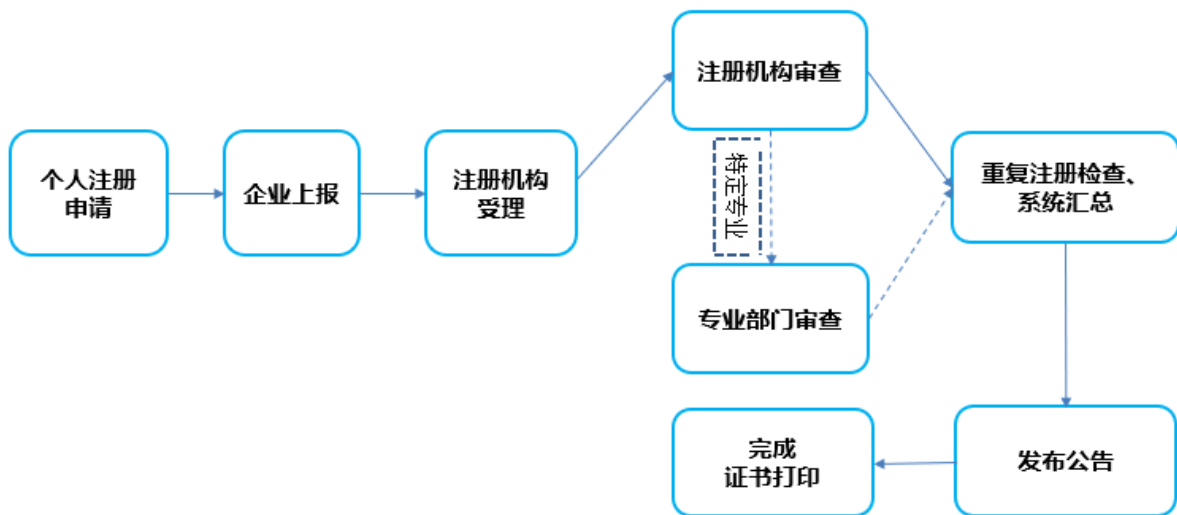 个人注册
申请
企业上报
注册机构
受理
注册机构审查
特定专业
专业部门审查
重复注册检查、
系统汇总
发布公告
完成
证书打印